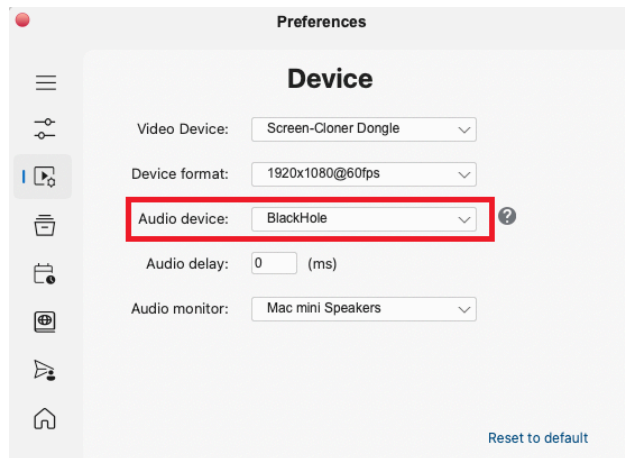 Preferences
Device
Video Device: Screen-Cloner Dongle
Device format: 1920x1080@60fps
Audio device: BlackHole ?
Audio delay: 0 (ms)
Audio monitor: Mac mini Speakers
Reset to default